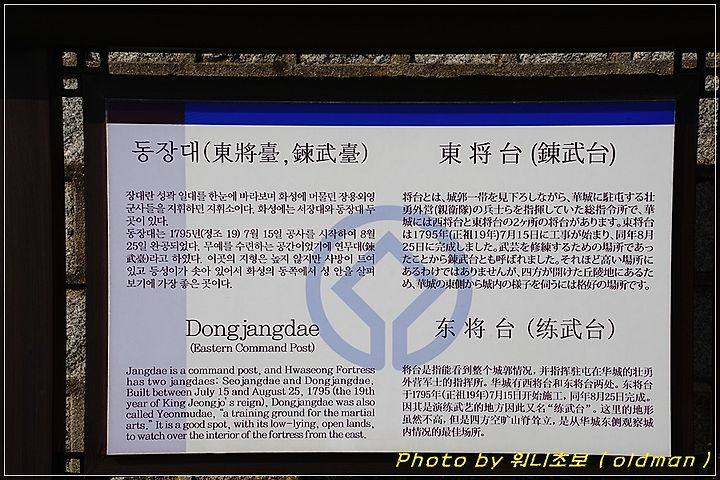 동장대(東將臺, 鍊武臺)
장대란 성곽 일대를 한눈에 바라보며 화성에 머물던 장용외영
군사들을 지휘하던 지휘소이다. 화성에는 서장대와 동장대 두
곳이 있다.
동장대는 1795년(정조 19) 7월 15일 공사를 시작하여 8월
25일 완공되었다. 무예를 수련하는 공간이었기에 연무대(鍊
武臺)라고 하였다. 이곳의 지형은 높지 않지만 사방이 트여
있고 등성이가 솟아 있어서 화성의 동쪽에서 성 안을 살펴
보기에 가장 좋은 곳이다.
東将台(錬武台)
将台とは、城郭一帯を見下ろしながら、華城に駐屯する壮
勇外営(親衛隊)の兵士らを指揮していた総指令所で、華
城には西将台と東将台の2ヶ所の将台があります。東将台
は1795年(正祖19年)7月15日に工事が始まり、同年8月
25日に完成しました。武芸を修練するための場所であっ
たことから錬武台とも呼ばれました。それほど高い場所に
あるわけではありませんが、四方が開けた丘陵地にあるた
め、華城の東側から城内の様子を伺うには格好の場所です。
Dongjangdae
(Eastern Command Post)
Jangdae is a command post, and Hwaseong Fortress
has two jangdaes: Seojangdae and Dongjangdae.
Built between July 15 and August 25, 1795 (the 19th
year of King Jeongjo's reign), Dongjangdae was also
called Yeonmudae, "a training ground for the martial
arts." It is a good spot, with its low-lying, open lands,
to watch over the interior of the fortress from the east.
东将台（练武台）
将台是指能看到整个城郭情况，并指挥驻屯在华城的壮勇
外营军士的指挥所。华城有西将台和东将台两处。东将台
于1795年(正祖19年)7月15日开始施工，同年8月25日完成。
因其是演练武艺的地方因此又名“练武台”。这里的地形
虽然不高，但是四方空旷山脊耸立，是从华城东侧观察城
内情况的最佳场所。
Photo by 워니초보 ( oldman )